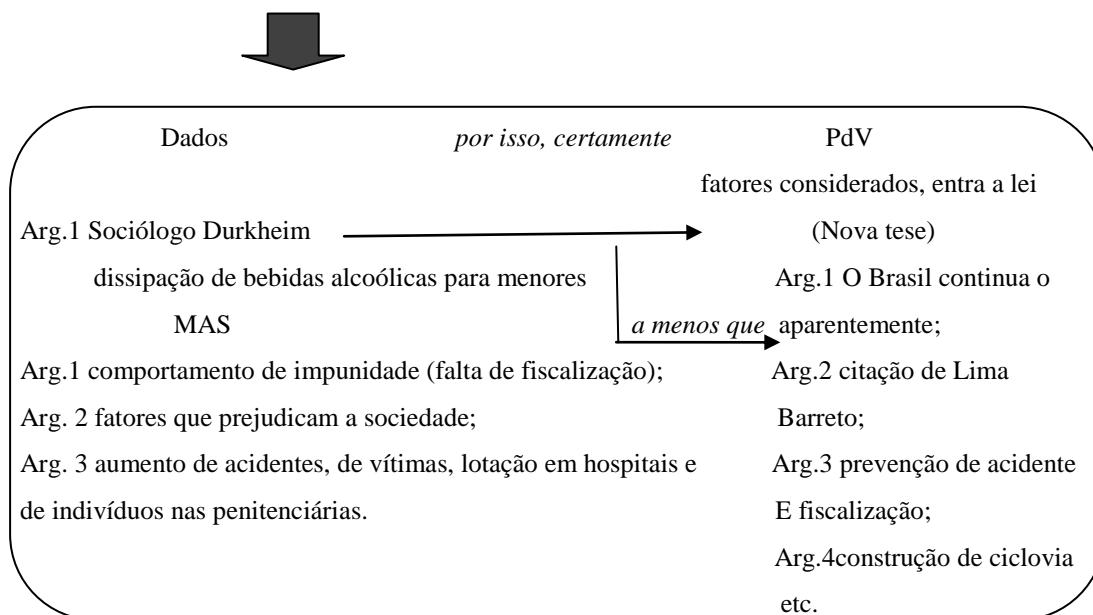 Dados por isso, certamente PdV
fatores considerados, entra a lei
Arg.1 Sociólogo Durkheim (Nova tese)
dissipação de bebidas alcoólicas para menores Arg.1 O Brasil continua o
MAS a menos que aparentemente;
Arg.1 comportamento de impunidade (falta de fiscalização); Arg.2 citação de Lima
Arg. 2 fatores que prejudicam a sociedade; Barreto;
Arg. 3 aumento de acidentes, de vítimas, lotação em hospitais e Arg.3 prevenção de acidente
de indivíduos nas penitenciárias. E fiscalização;
Arg.4construção de ciclovia
etc.